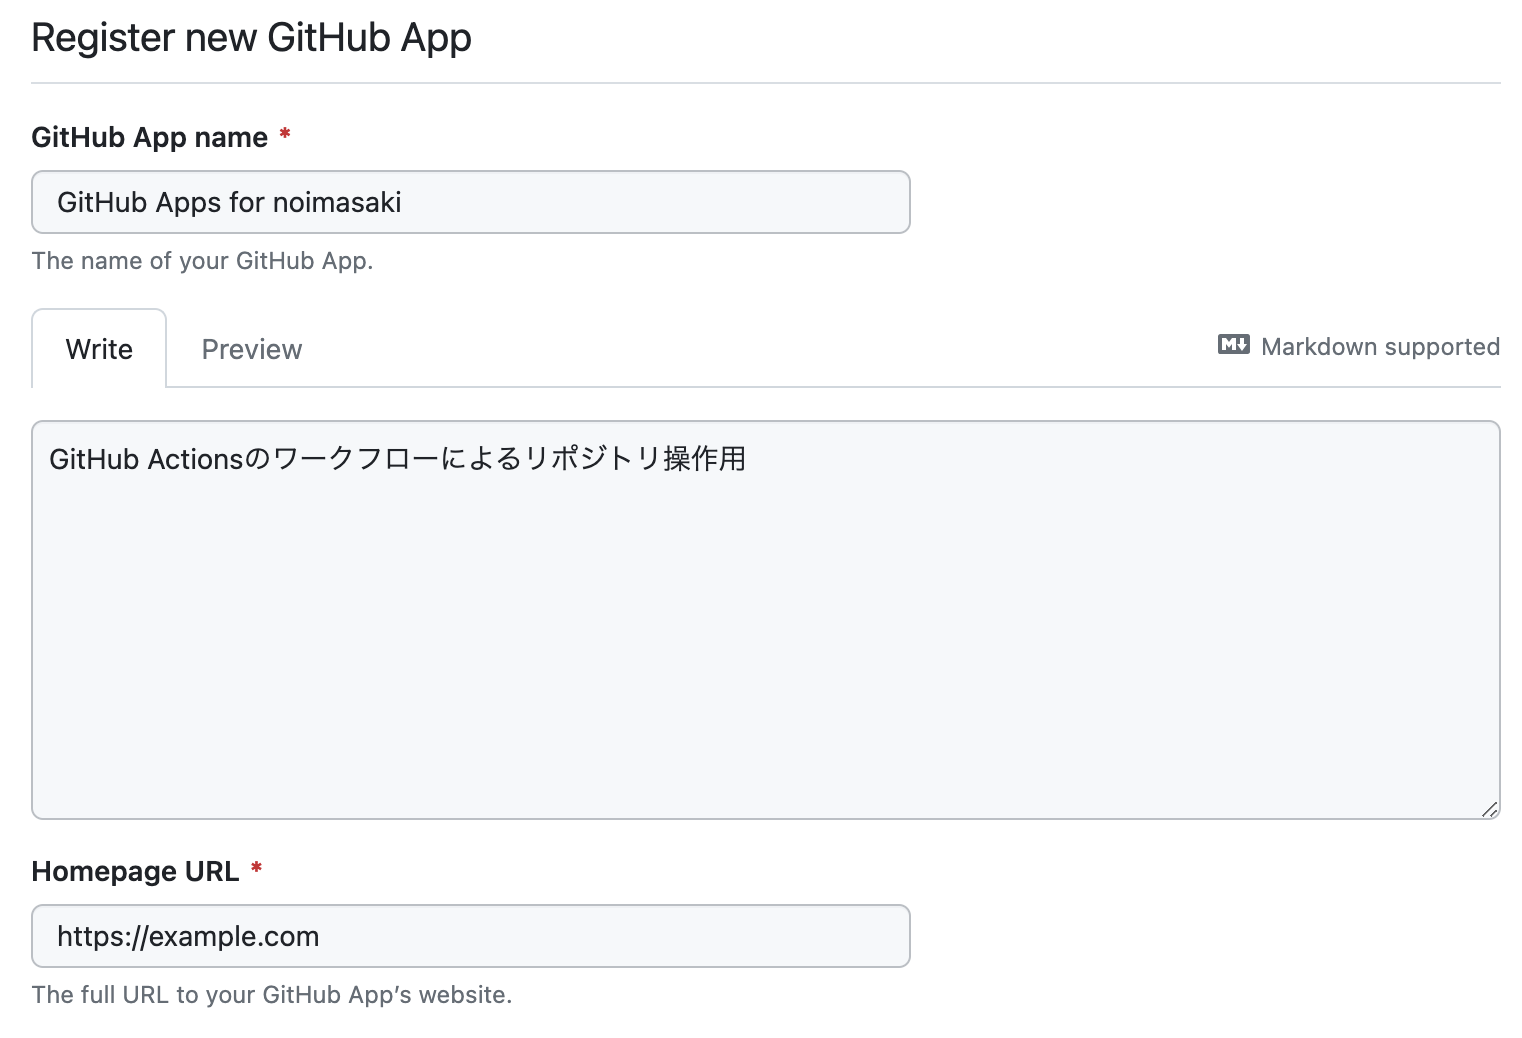 Register new GitHub App
GitHub App name *
GitHub Apps for noimasaki
The name of your GitHub App.
Write Preview Markdown supported
GitHub Actionsのワークフローによるリポジトリ操作用
Homepage URL *
https://example.com
The full URL to your GitHub App’s website.